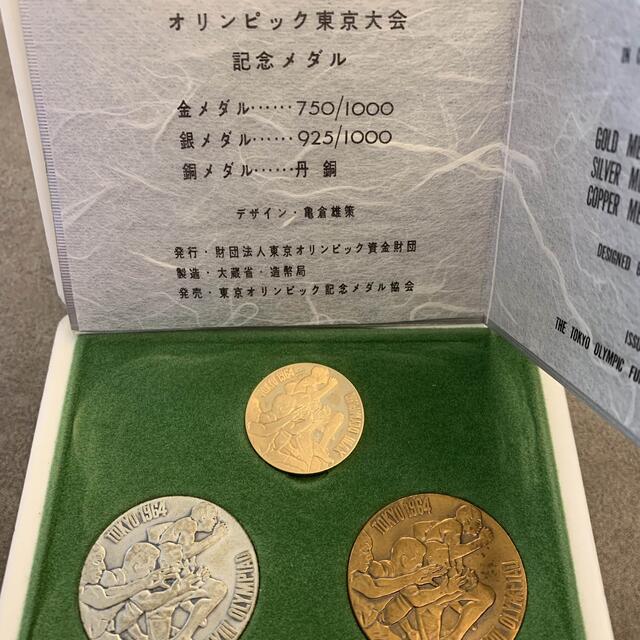 オリンピック東京大会
記念メダル
金メダル……750/1000
銀メダル……925/1000
銅メダル……丹 銅
デザイン・亀倉雄策
発行・財団法人東京オリンピック資金財団
製造・大蔵省・造幣局
発売・東京オリンピック記念メダル協会
GOLD
SILVER
COPPER
DESIGNED
THE TOKYO OLYMPIC
TOKYO 1964
TOKYO 1964
OLYMPIAD
TOKYO 1964